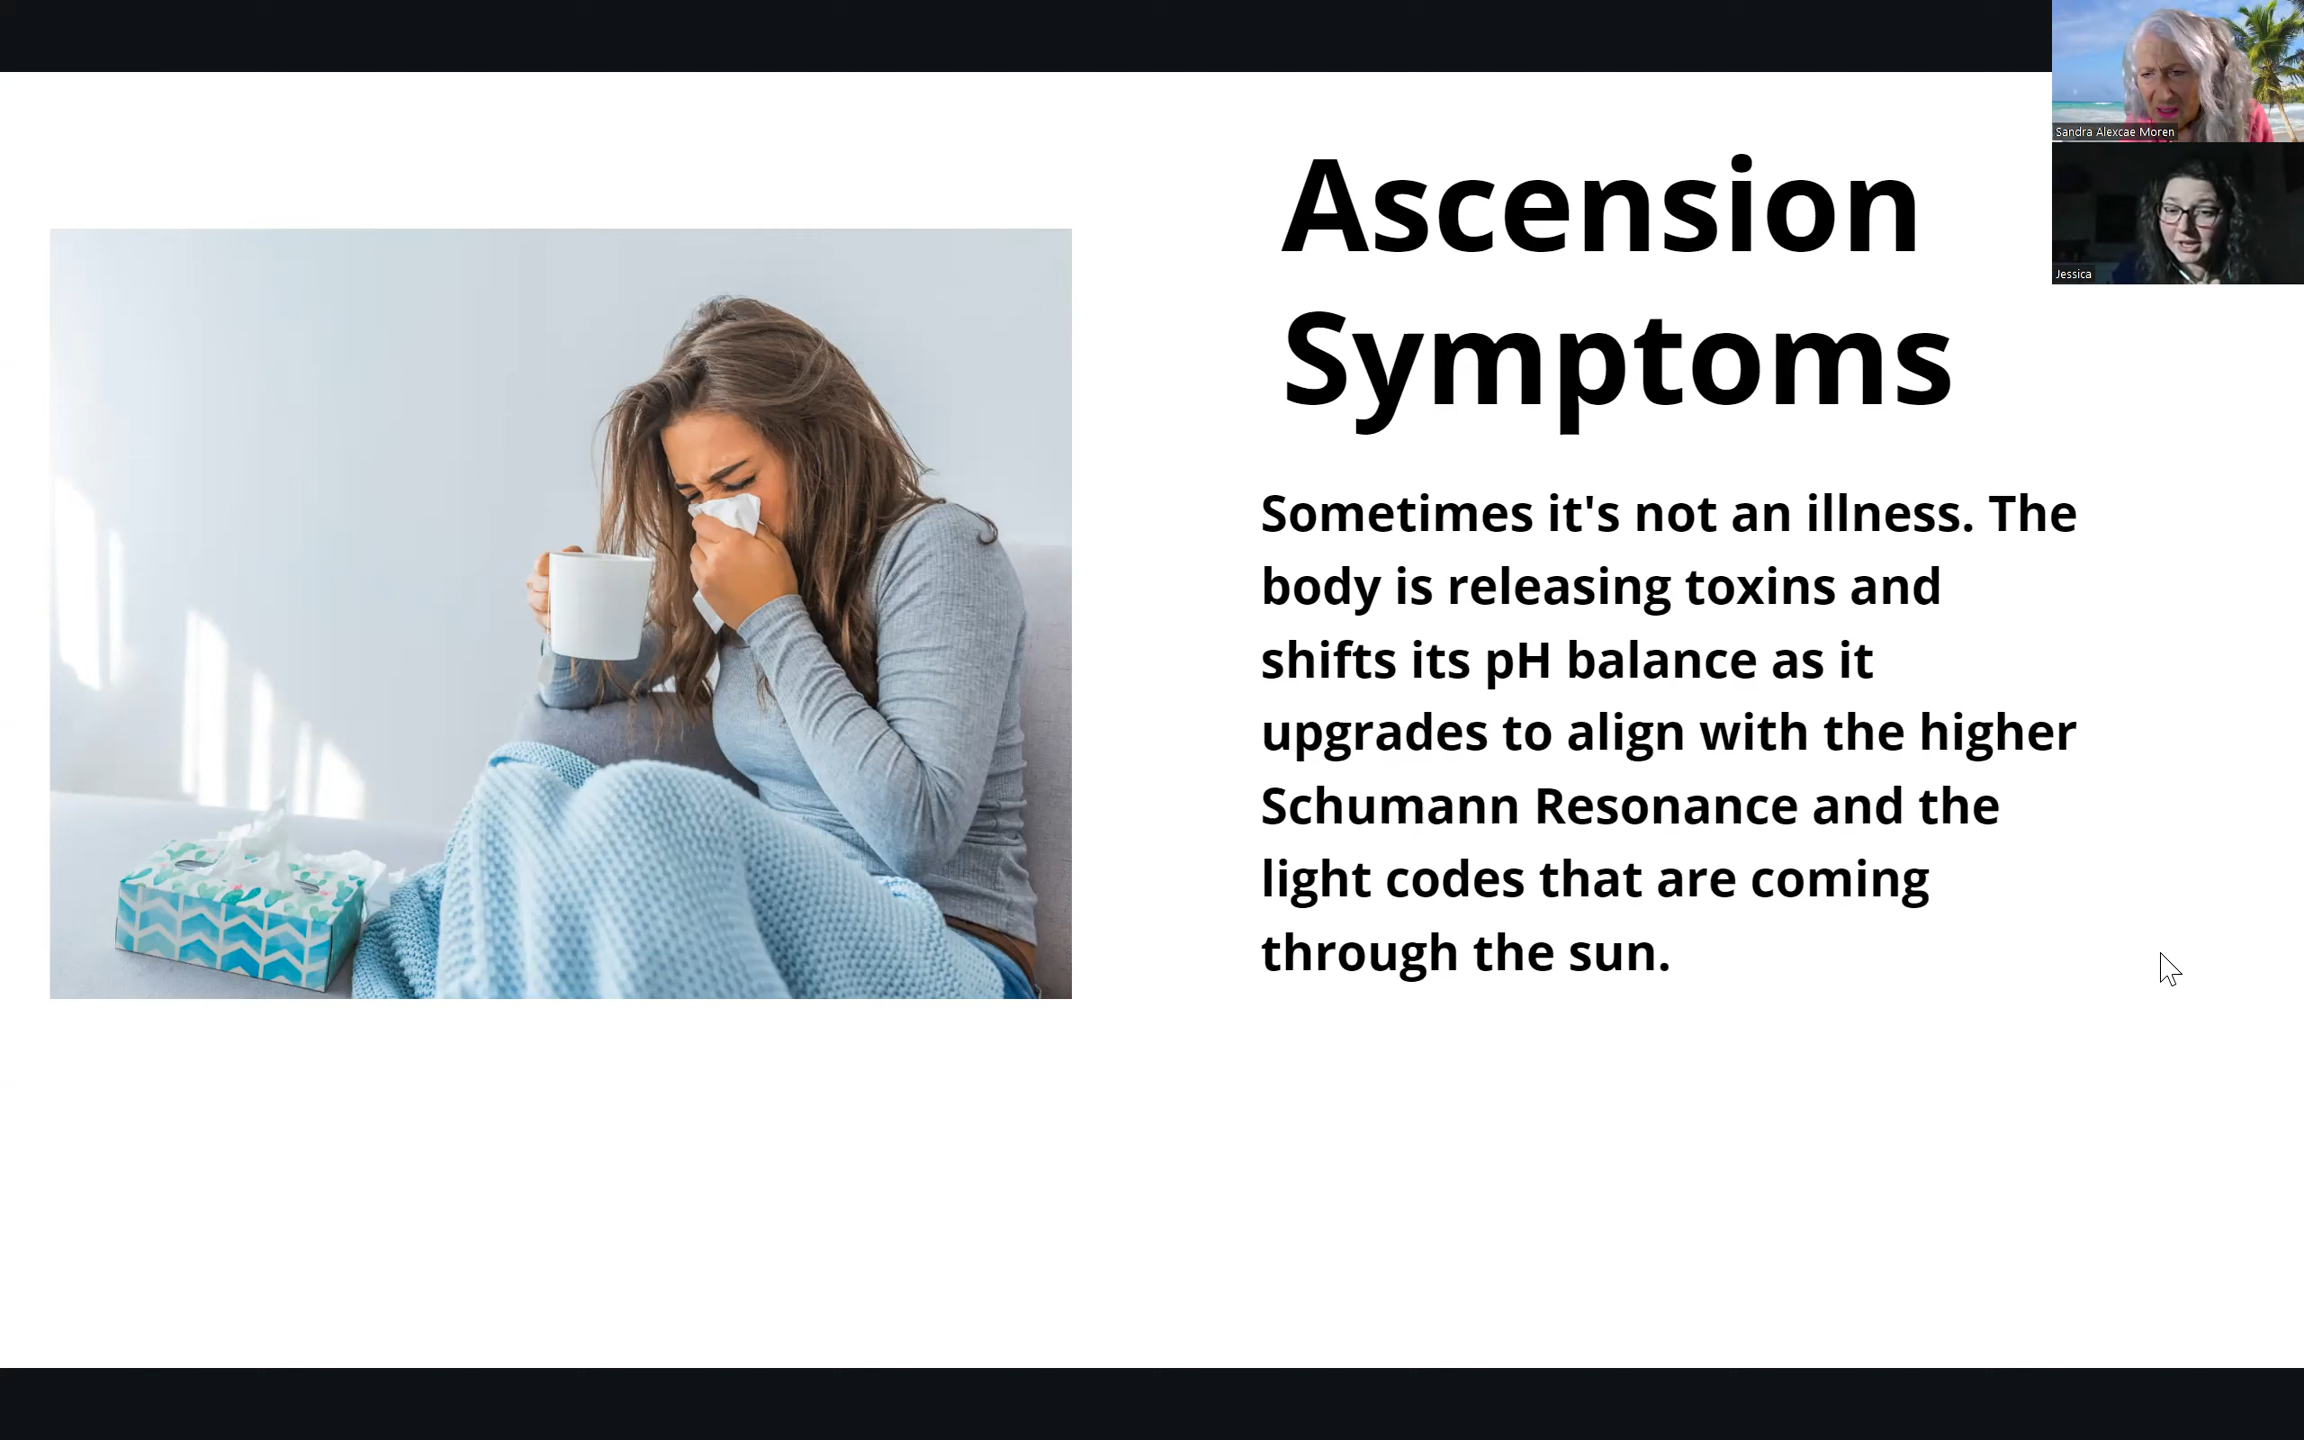 Ascension
Symptoms
Sometimes it's not an illness. The
body is releasing toxins and
shifts its pH balance as it
upgrades to align with the higher
Schumann Resonance and the
light codes that are coming
through the sun.
Sandra Alexcae Moren
Jessica